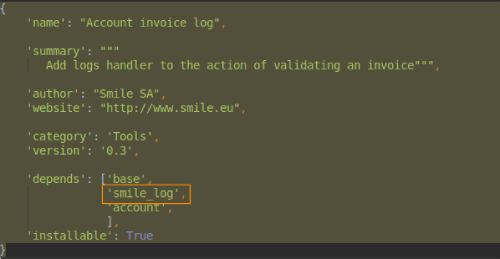 {
'name': "Account invoice log",
'summary': """
Add logs handler to the action of validating an invoice""",
'author': "Smile SA",
'website': "http://www.smile.eu",
'category': 'Tools',
'version': '0.3',
'depends': ['base',
'smile_log',
'account',
],
'installable': True
}